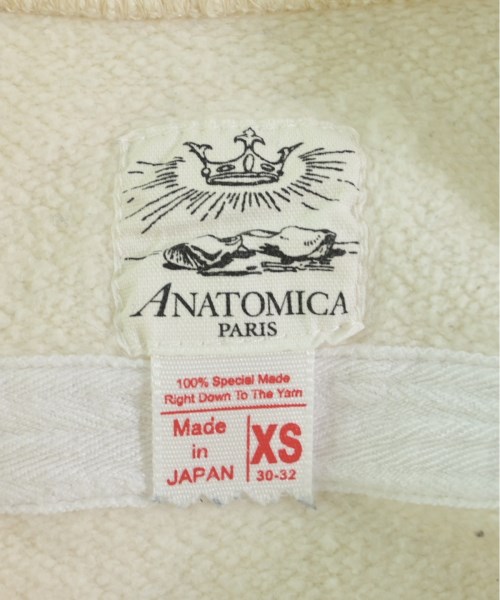 ANATOMICA
PARIS
100% Special Made
Right Down To The Yarn
Made
in
JAPAN
XS
30-32